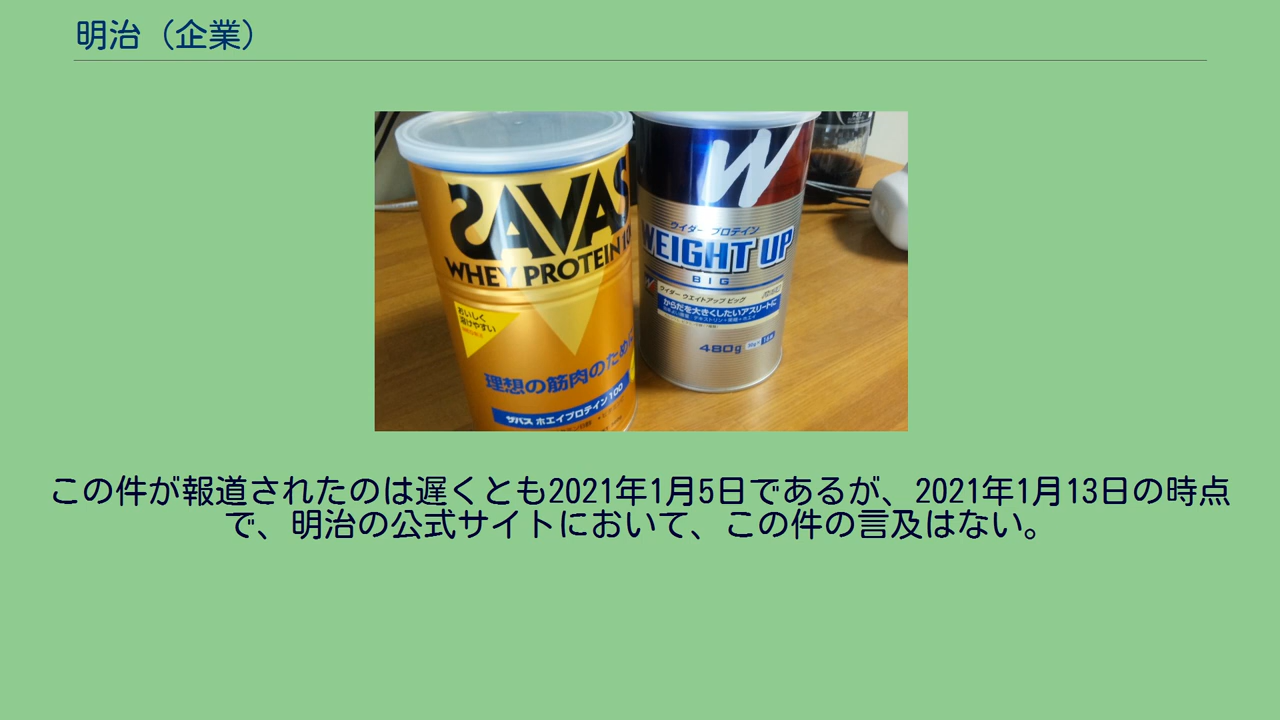 明治（企業）
SAVAS
WHEY PROTEIN 100
おいしく
溶けやすい
理想の筋肉のため
ザバス ホエイプロテイン100
W
ウイダー プロテイン
WEIGHT UP
BIG
ウイダー ウエイトアップ ビッグ
からだを大きくしたいアスリートに
480g
この件が報道されたのは遅くとも2021年1月5日であるが、2021年1月13日の時点
で、明治の公式サイトにおいて、この件の言及はない。